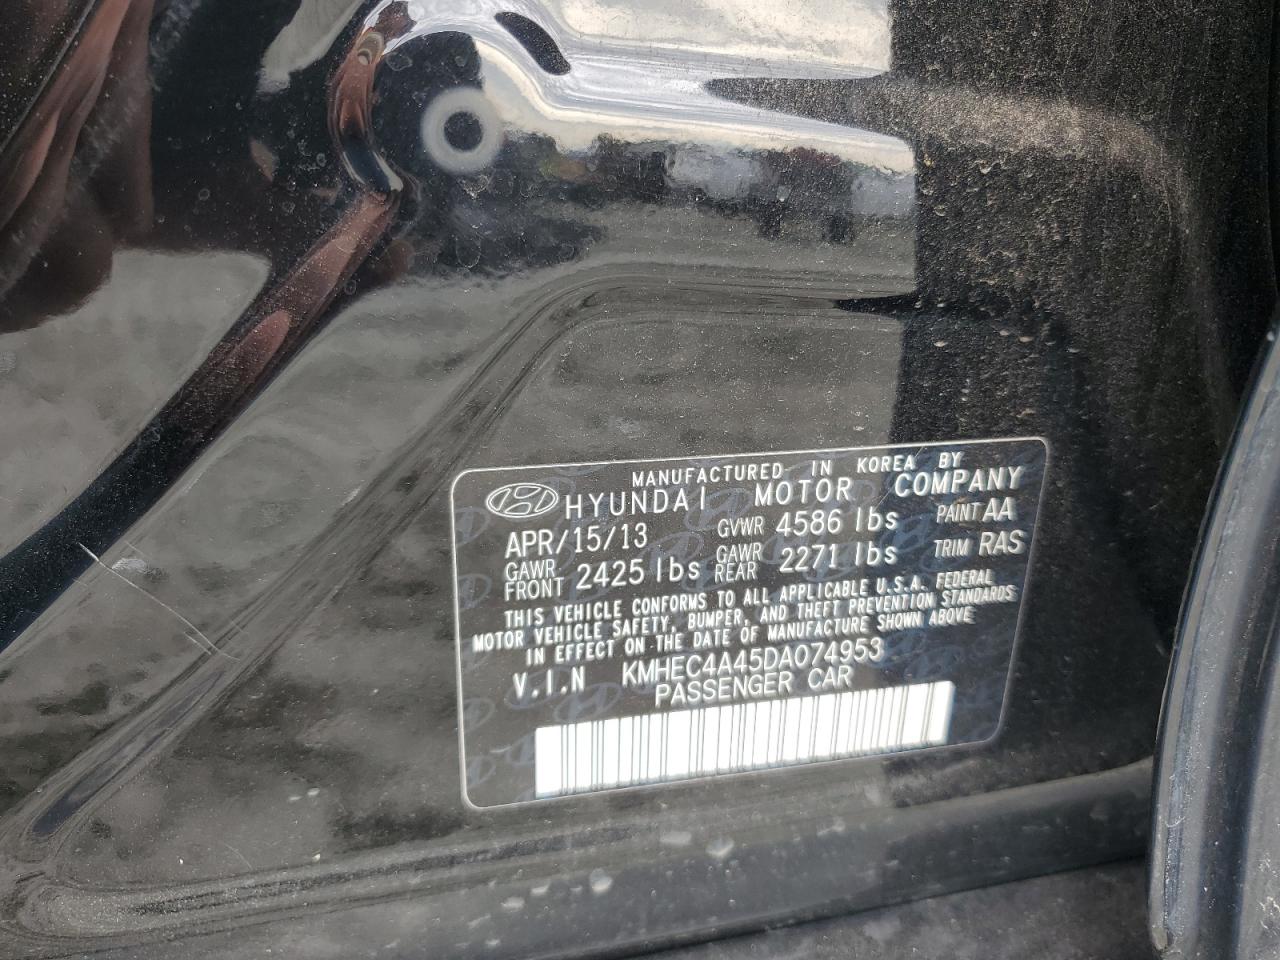 MANUFACTURED IN KOREA BY
HYUNDAI MOTOR COMPANY
APR/15/13 GVWR 4586 lbs PAINT AA
GAWR FRONT 2425 lbs GAWR REAR 2271 lbs TRIM RAS
THIS VEHICLE CONFORMS TO ALL APPLICABLE U.S.A. FEDERAL
MOTOR VEHICLE SAFETY, BUMPER, AND THEFT PREVENTION STANDARDS
IN EFFECT ON THE DATE OF MANUFACTURE SHOWN ABOVE
V.I.N KMHEC4A45DA074953
PASSENGER CAR